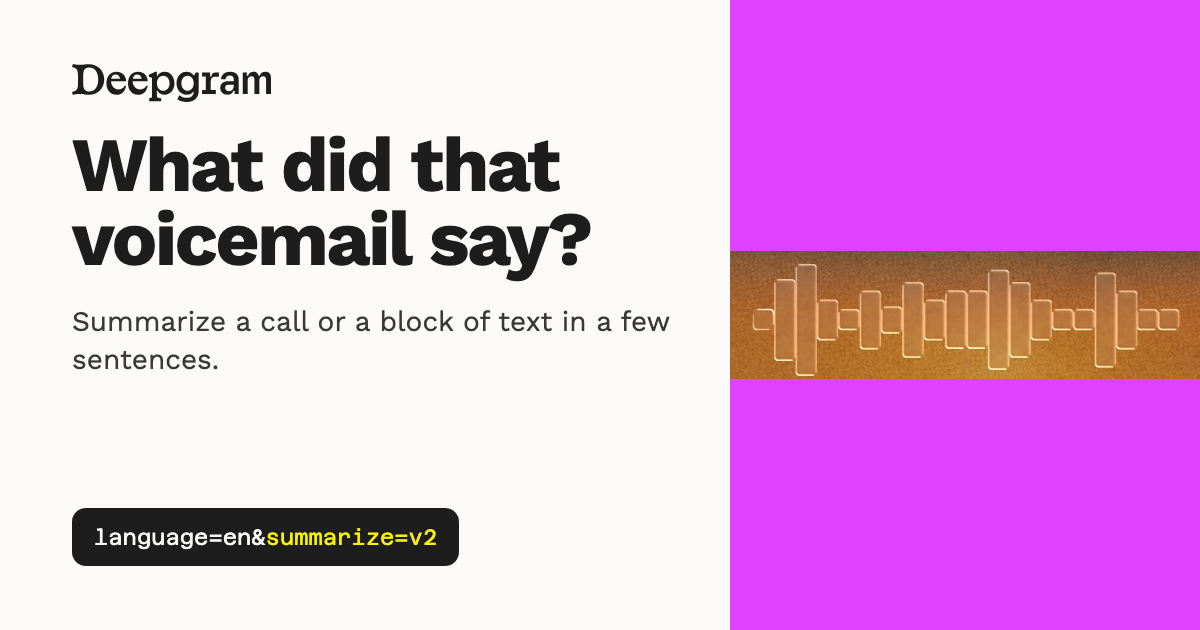 Deepgram
What did that
voicemail say?
Summarize a call or a block of text in a few
sentences.
language=en&summarize=v2